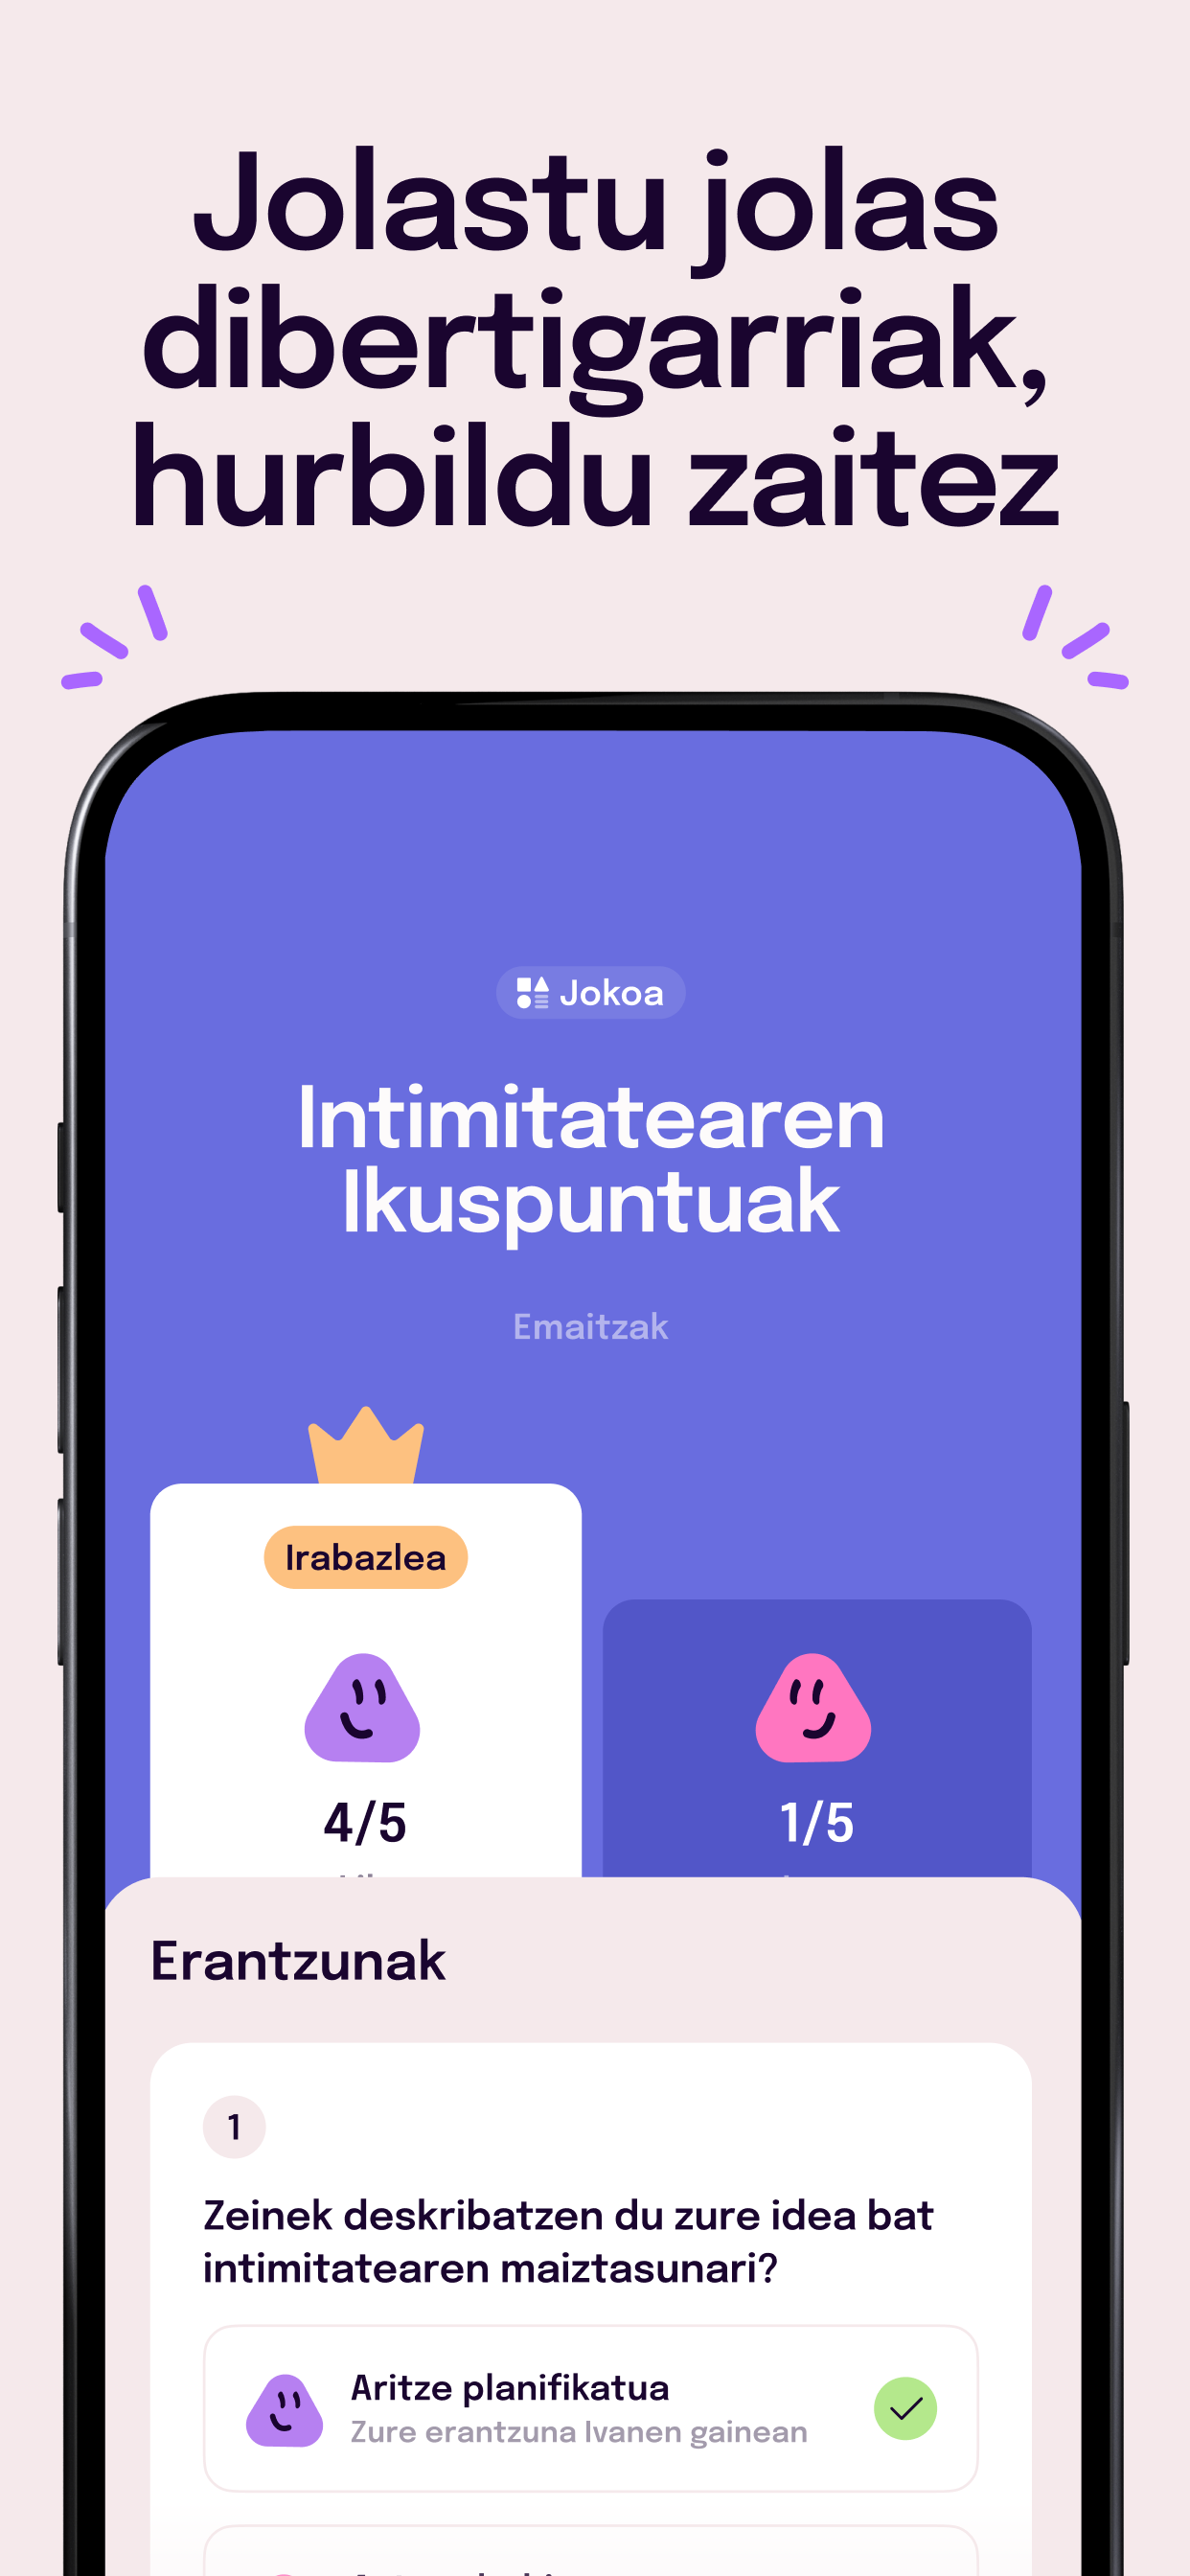 Jolastu jolas
dibertigarriak,
hurbildu zaitez
Jokoa
Intimitatearen
Ikuspuntuak
Emaitzak
Irabazlea
4/5
1/5
Erantzunak
1
Zeinek deskribatzen du zure idea bat
intimitatearen maiztasunari?
Aritze planifikatua
Zure erantzuna Ivanen gainean